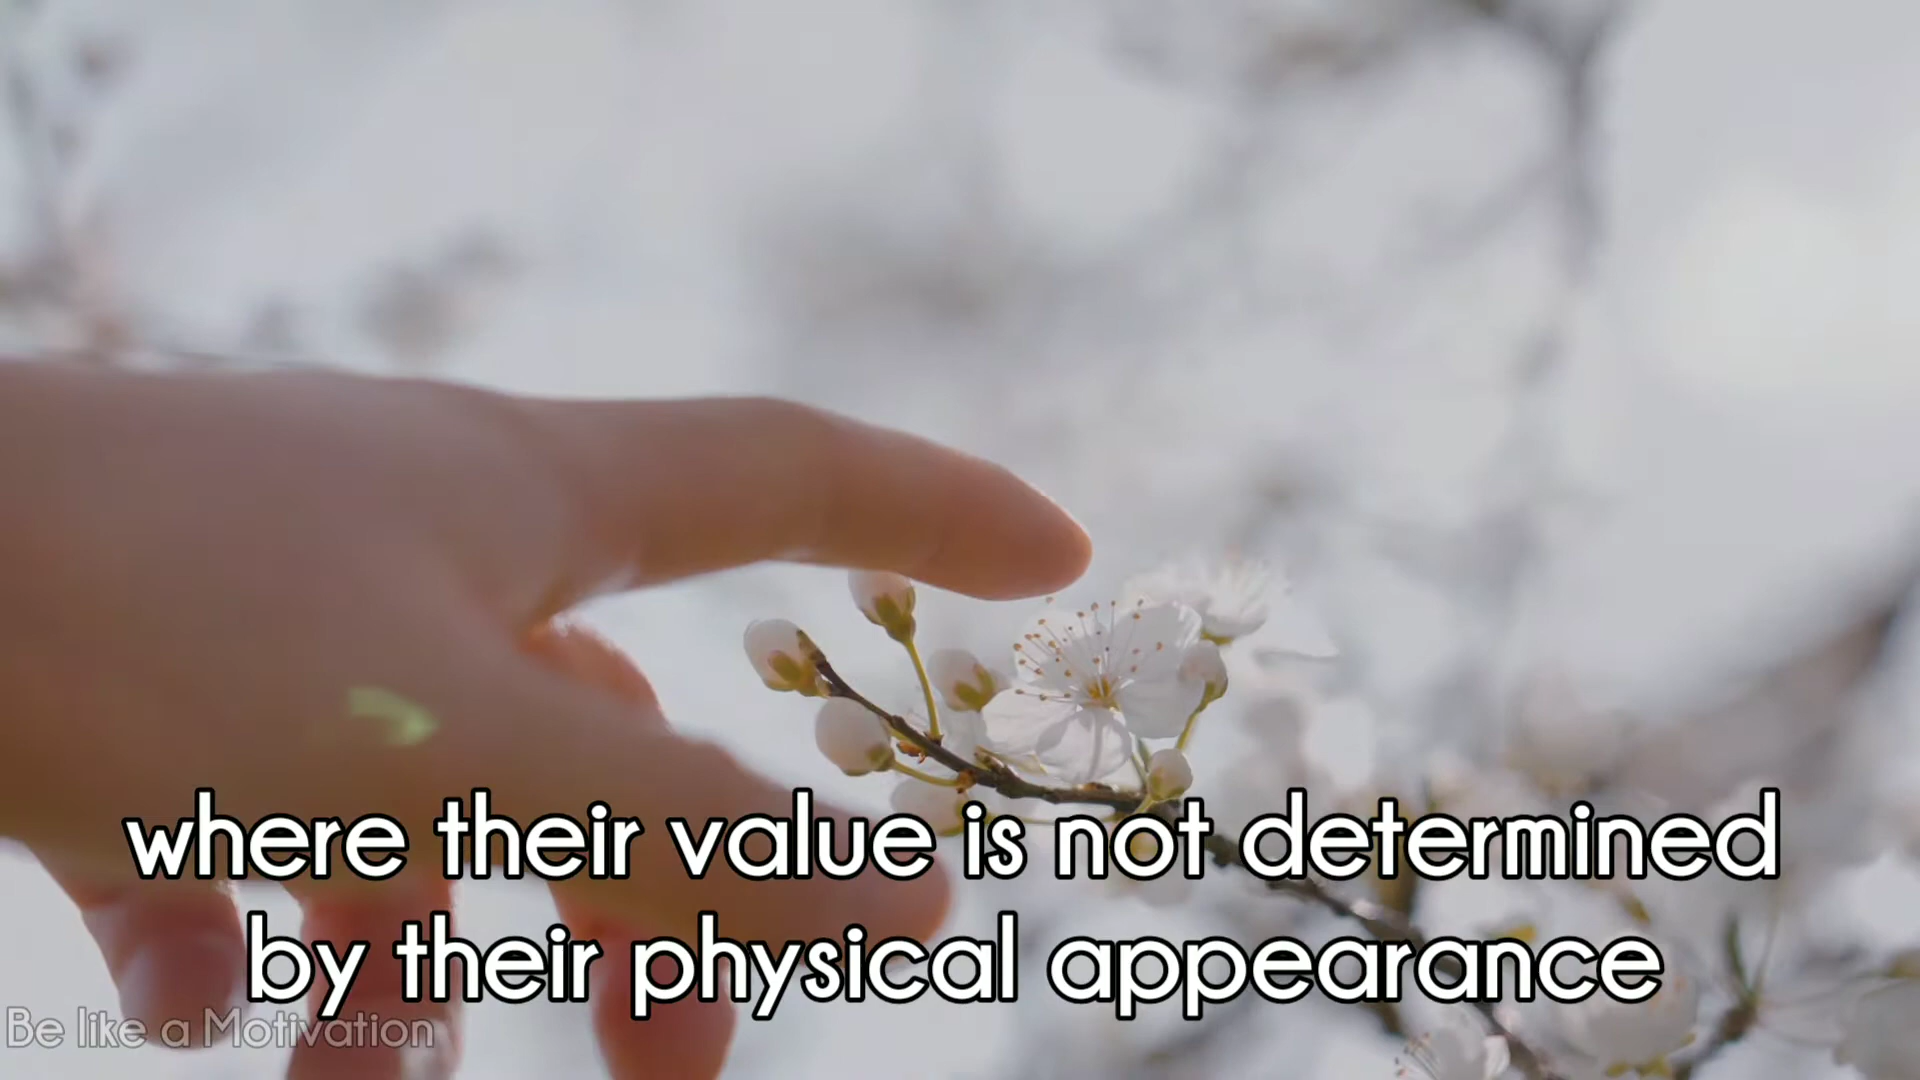 where their value is not determined
by their physical appearance
Be like a Motivation